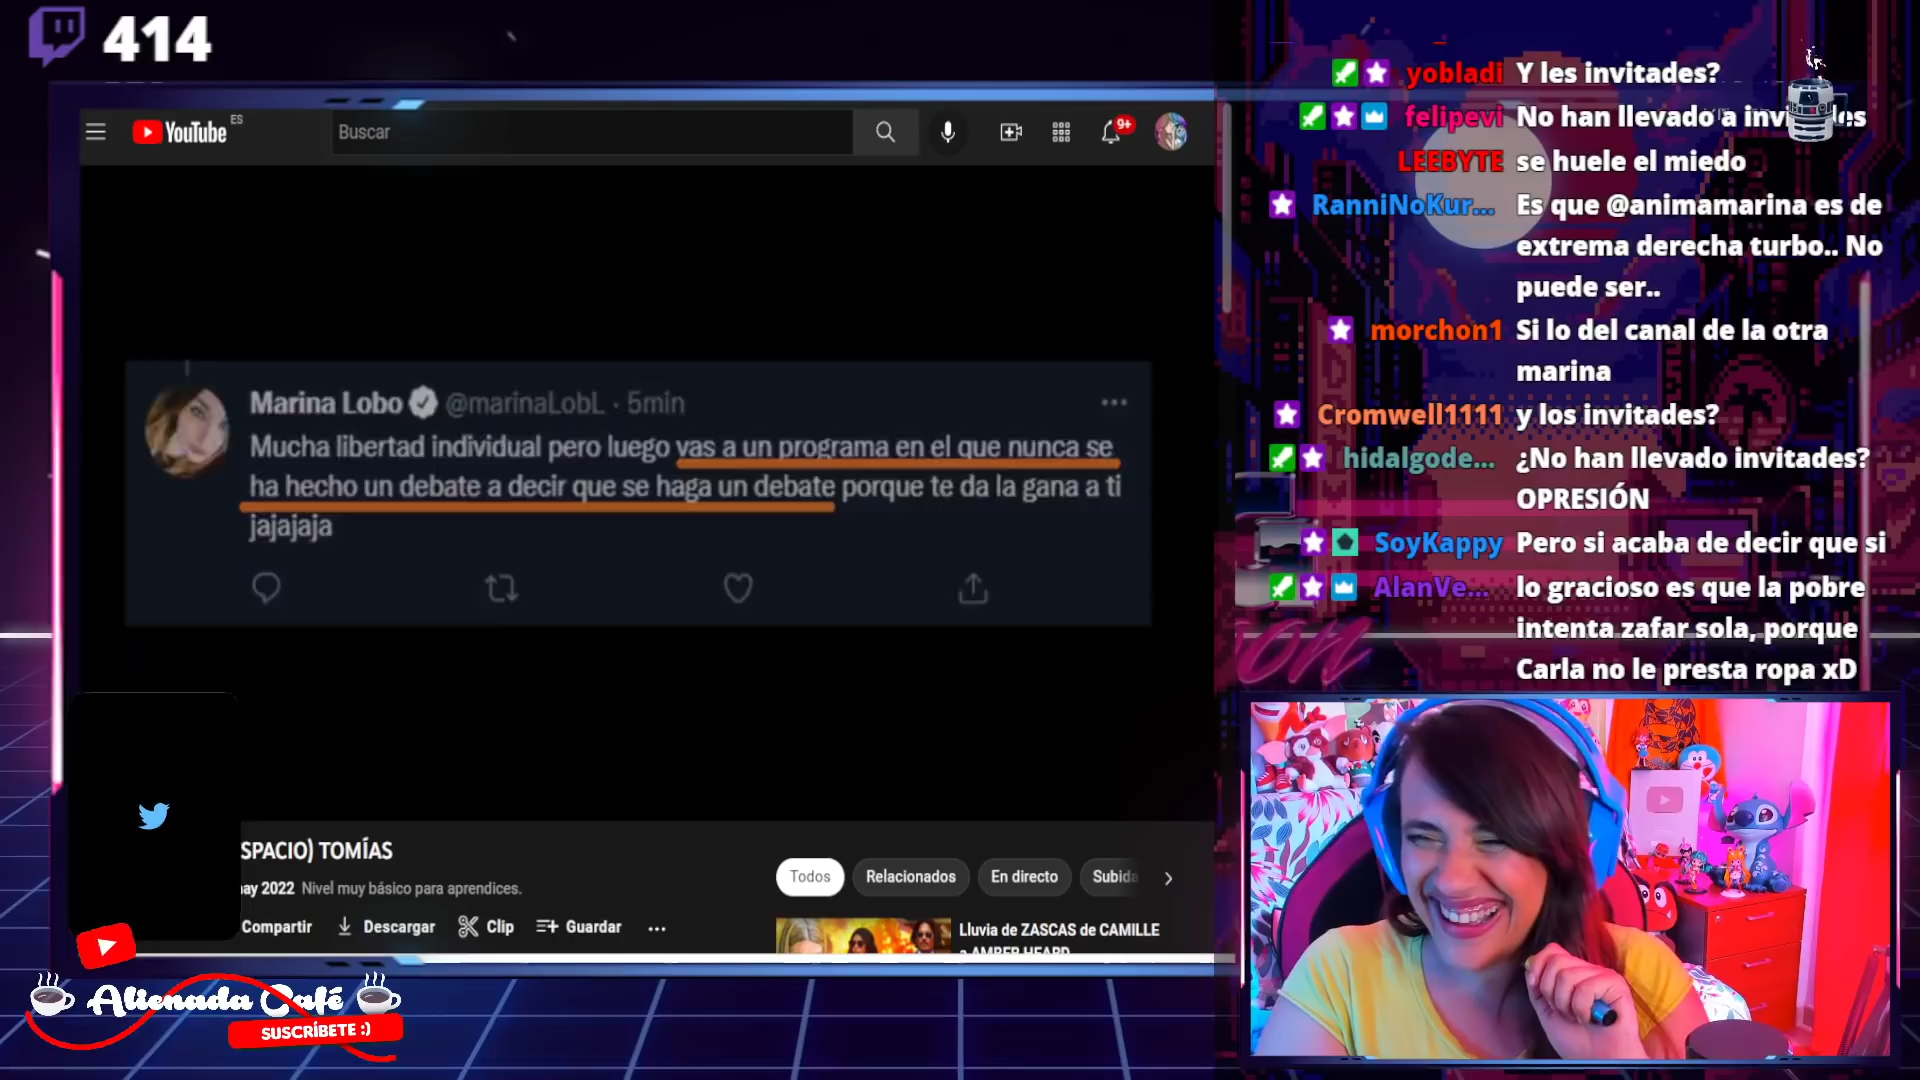 414
YouTube ES
Buscar
9+
Marina Lobo @marinaLobL · 5min
Mucha libertad individual pero luego vas a un programa en el que nunca se
ha hecho un debate a decir que se haga un debate porque te da la gana a ti
jajajaja
SPACIO) TOMÍAS
ay 2022 Nivel muy básico para aprendices.
Compartir
Descargar
Clip
Guardar
Todos
Relacionados
En directo
Subida
Lluvia de ZASCAS de CAMILLE
a AMBER HEARD
Alienada Café
SUSCRÍBETE :)
yobladi Y les invitades?
felipevi No han llevado a inv es
LEEBYTE se huele el miedo
RanniNoKur... Es que @animamarina es de
extrema derecha turbo.. No
puede ser..
morchon1 Si lo del canal de la otra
marina
Cromwell1111 y los invitades?
hidalgode... ¿No han llevado invitades?
OPRESIÓN
SoyKappy Pero si acaba de decir que si
AlanVe... lo gracioso es que la pobre
intenta zafar sola, porque
Carla no le presta ropa xD